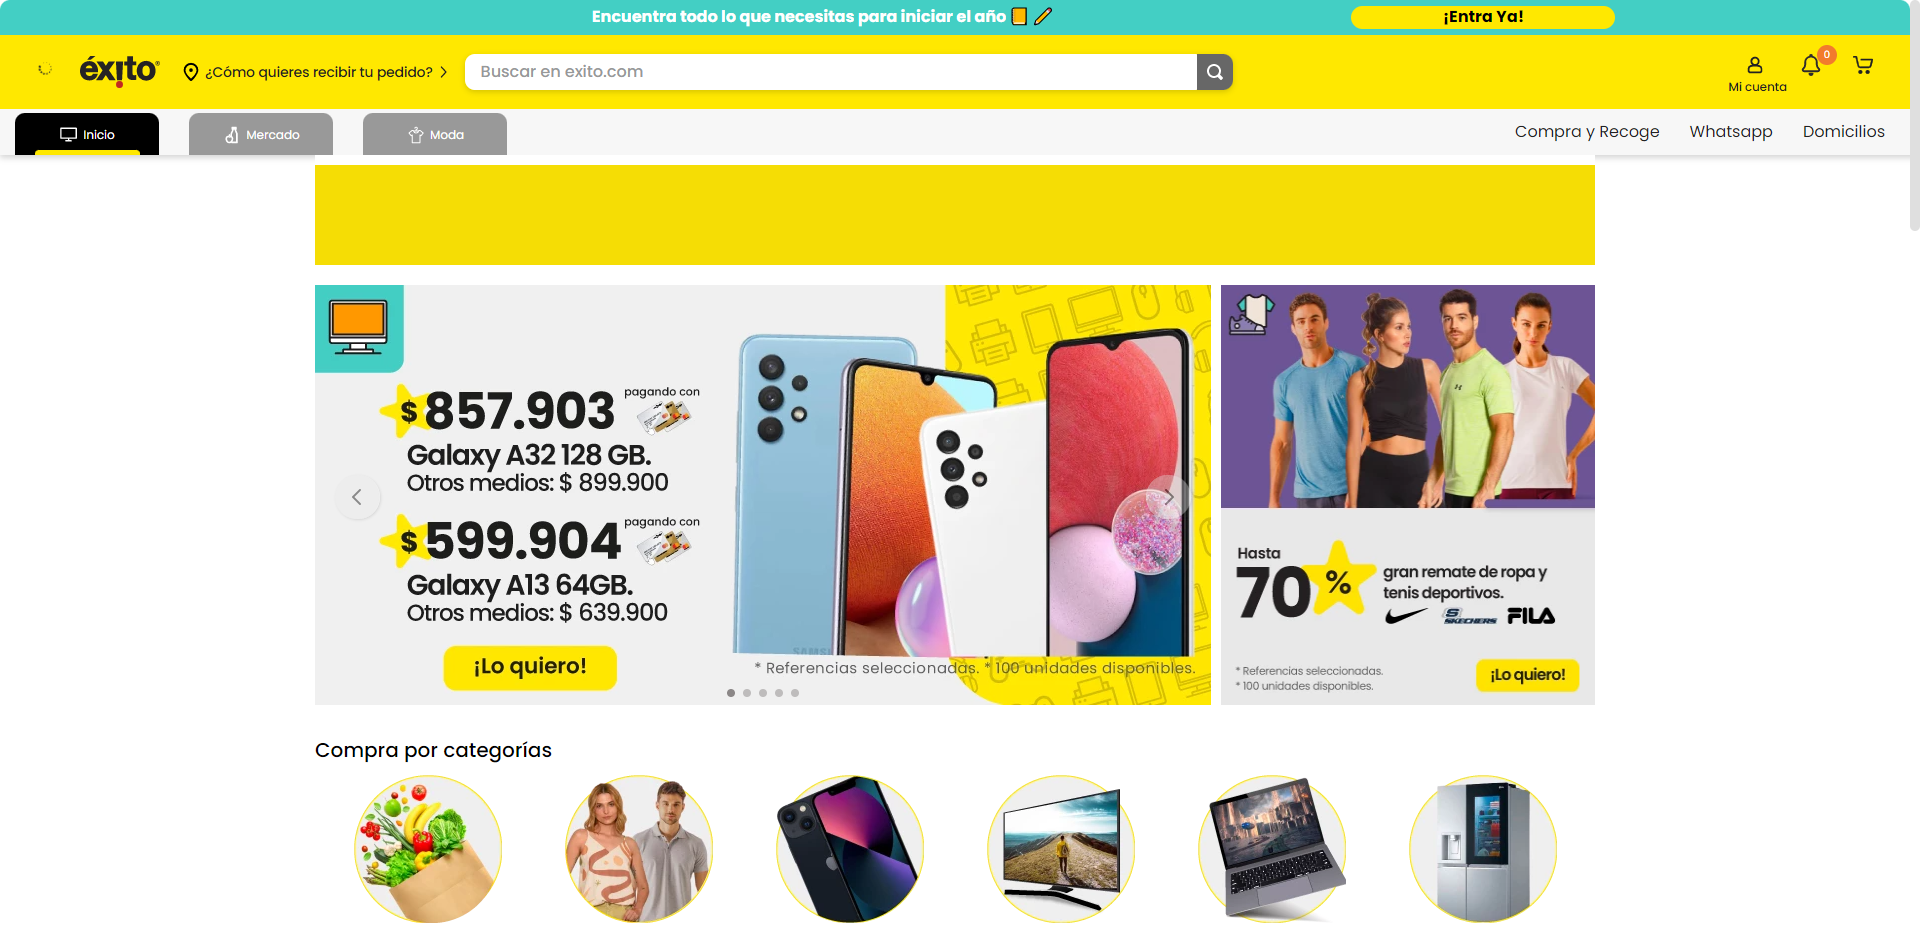 Encuentra todo lo que necesitas para iniciar el año
¡Entra Ya!
éxito
¿Cómo quieres recibir tu pedido?
Buscar en exito.com
Mi cuenta
0
Inicio
Mercado
Moda
Compra y Recoge
Whatsapp
Domicilios
$857.903
pagando con
Galaxy A32 128 GB.
Otros medios: $ 899.900
$599.904
pagando con
Galaxy A13 64GB.
Otros medios: $ 639.900
¡Lo quiero!
* Referencias seleccionadas. * 100 unidades disponibles.
Hasta
70%
gran remate de ropa y
tenis deportivos.
SKECHERS
FILA
* Referencias seleccionadas.
* 100 unidades disponibles.
¡Lo quiero!
Compra por categorías